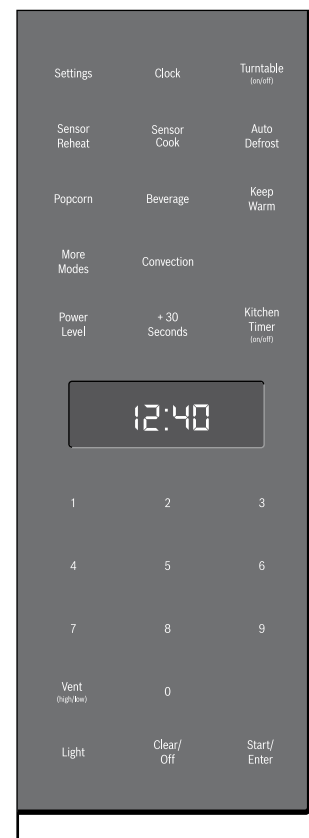 Settings Clock Turntable
(on/off)
Sensor Sensor Auto
Reheat Cook Defrost
Popcorn Beverage Keep
Warm
More
Modes Convection
Power + 30 Kitchen
Level Seconds Timer
(on/off)
12:40
1 2 3
4 5 6
7 8 9
Vent
(high/low) 0
Light Clear/ Start/
Off Enter